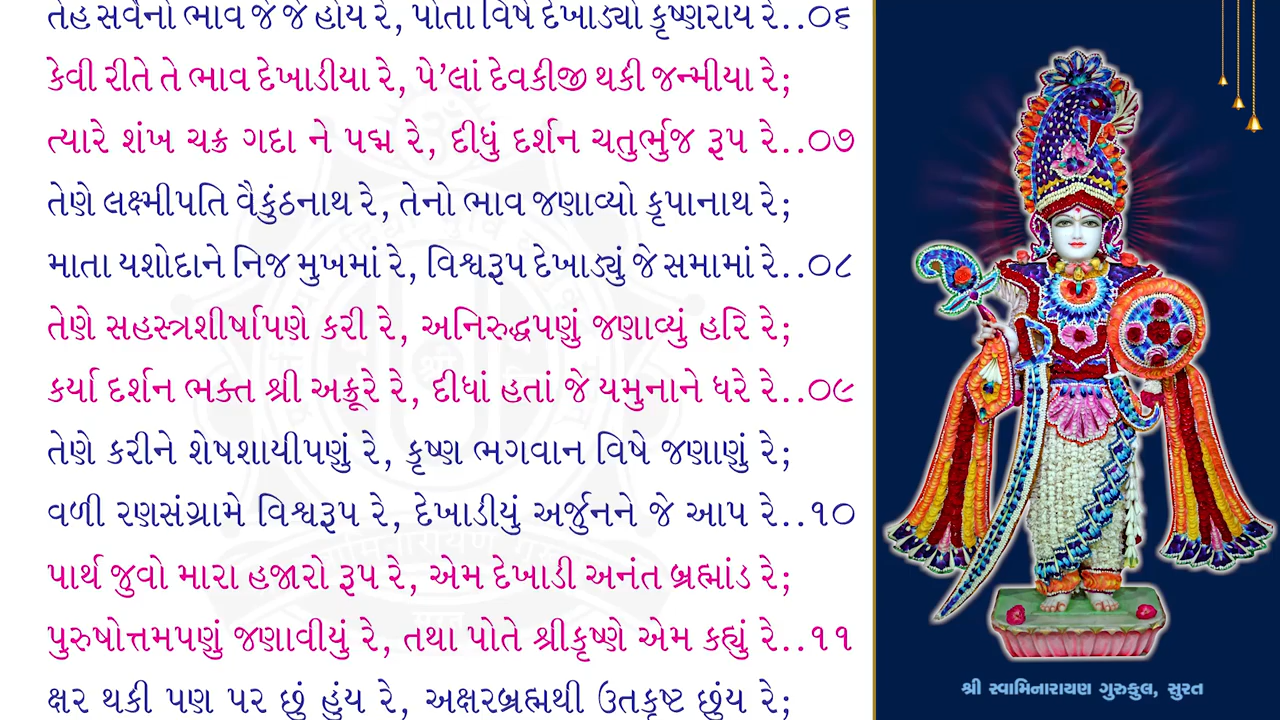 તેહ સર્વેનો ભાવ જે જે હોય રે, પોતા વિષે દેખાડ્યો કૃષ્ણરાય રે..૦૬
કેવી રીતે તે ભાવ દેખાડીયા રે, પે’લાં દેવકીજી થકી જન્મીયા રે;
ત્યારે શંખ ચક્ર ગદા ને પદ્મ રે, દીધું દર્શન ચતુર્ભુજ રૂપ રે..૦૭
તેણે લક્ષ્મીપતિ વૈકુંઠનાથ રે, તેનો ભાવ જણાવ્યો કૃપાનાથ રે;
માતા યશોદાને નિજ મુખમાં રે, વિશ્વરૂપ દેખાડ્યું જે સમામાં રે..૦૮
તેણે સહસ્ત્રશીર્ષાપણે કરી રે, અનિરુદ્ધપણું જણાવ્યું હરિ રે;
કર્યા દર્શન ભક્ત શ્રી અક્રૂરે રે, દીધાં હતાં જે યમુનાને ધરે રે..૦૯
તેણે કરીને શેષશાયીપણું રે, કૃષ્ણ ભગવાન વિષે જણાણું રે;
વળી રણસંગ્રામે વિશ્વરૂપ રે, દેખાડીયું અર્જુનને જે આપ રે..૧૦
પાર્થ જુવો મારા હજારો રૂપ રે, એમ દેખાડી અનંત બ્રહ્માંડ રે;
પુરુષોત્તમપણું જણાવીયું રે, તથા પોતે શ્રીકૃષ્ણે એમ કહ્યું રે..૧૧
ક્ષર થકી પણ પર છું હુંય રે, અક્ષરબ્રહ્મથી ઉતકૃષ્ટ છુંય રે;
શ્રી સ્વામિનારાયણ ગુરુકુલ, સુરત